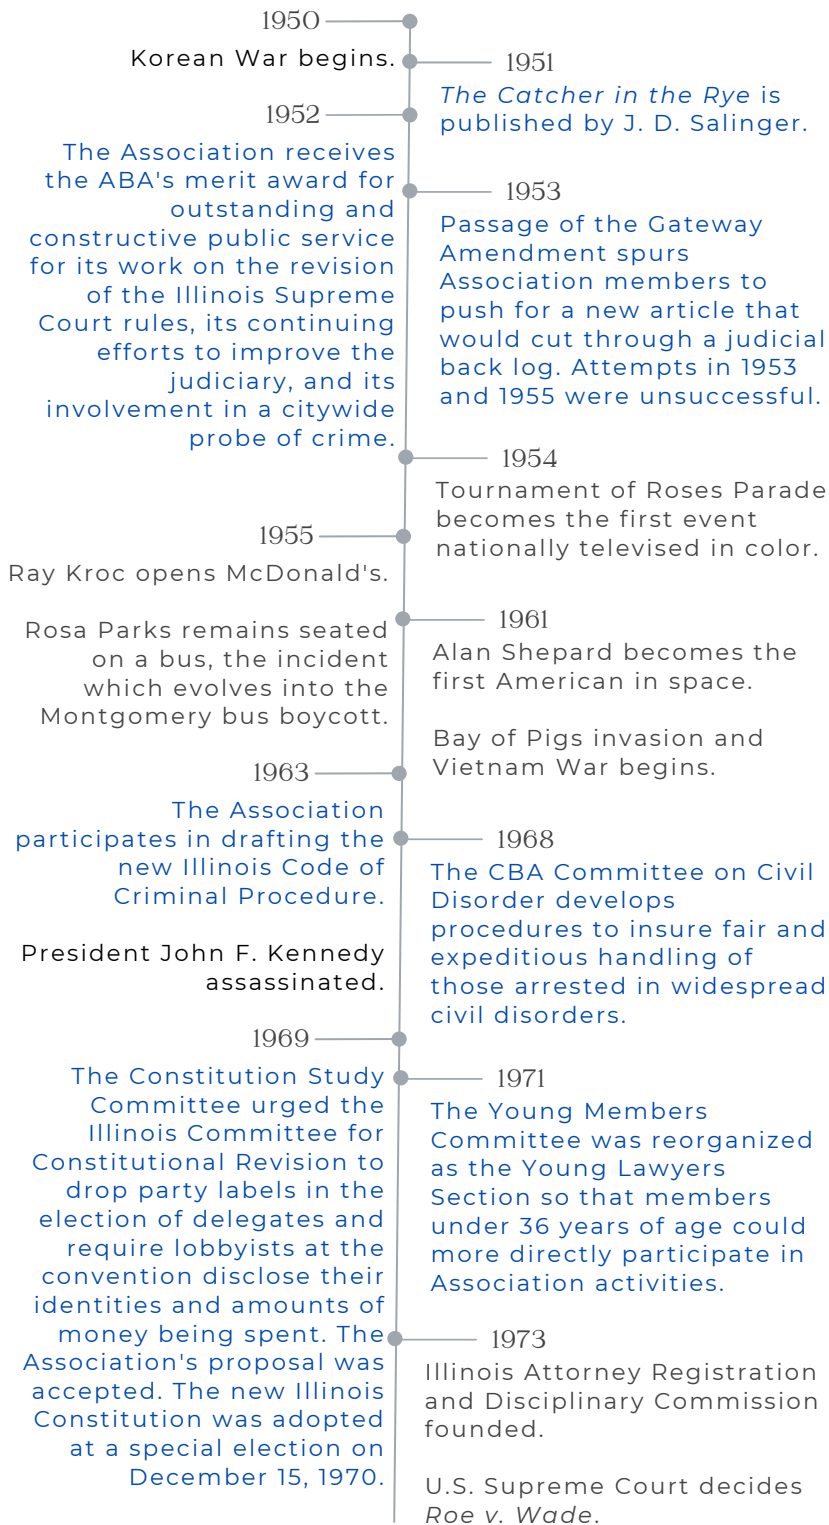 1950
Korean War begins.
1951
The Catcher in the Rye is
published by J. D. Salinger.
1952
The Association receives
the ABA's merit award for
outstanding and
constructive public service
for its work on the revision
of the Illinois Supreme
Court rules, its continuing
efforts to improve the
judiciary, and its
involvement in a citywide
probe of crime.
1953
Passage of the Gateway
Amendment spurs
Association members to
push for a new article that
would cut through a judicial
back log. Attempts in 1953
and 1955 were unsuccessful.
1954
Tournament of Roses Parade
becomes the first event
nationally televised in color.
1955
Ray Kroc opens McDonald's.
Rosa Parks remains seated
on a bus, the incident
which evolves into the
Montgomery bus boycott.
1961
Alan Shepard becomes the
first American in space.
Bay of Pigs invasion and
Vietnam War begins.
1963
The Association
participates in drafting the
new Illinois Code of
Criminal Procedure.
President John F. Kennedy
assassinated.
1968
The CBA Committee on Civil
Disorder develops
procedures to insure fair and
expeditious handling of
those arrested in widespread
civil disorders.
1969
The Constitution Study
Committee urged the
Illinois Committee for
Constitutional Revision to
drop party labels in the
election of delegates and
require lobbyists at the
convention disclose their
identities and amounts of
money being spent. The
Association's proposal was
accepted. The new Illinois
Constitution was adopted
at a special election on
December 15, 1970.
1971
The Young Members
Committee was reorganized
as the Young Lawyers
Section so that members
under 36 years of age could
more directly participate in
Association activities.
1973
Illinois Attorney Registration
and Disciplinary Commission
founded.
U.S. Supreme Court decides
Roe v. Wade.